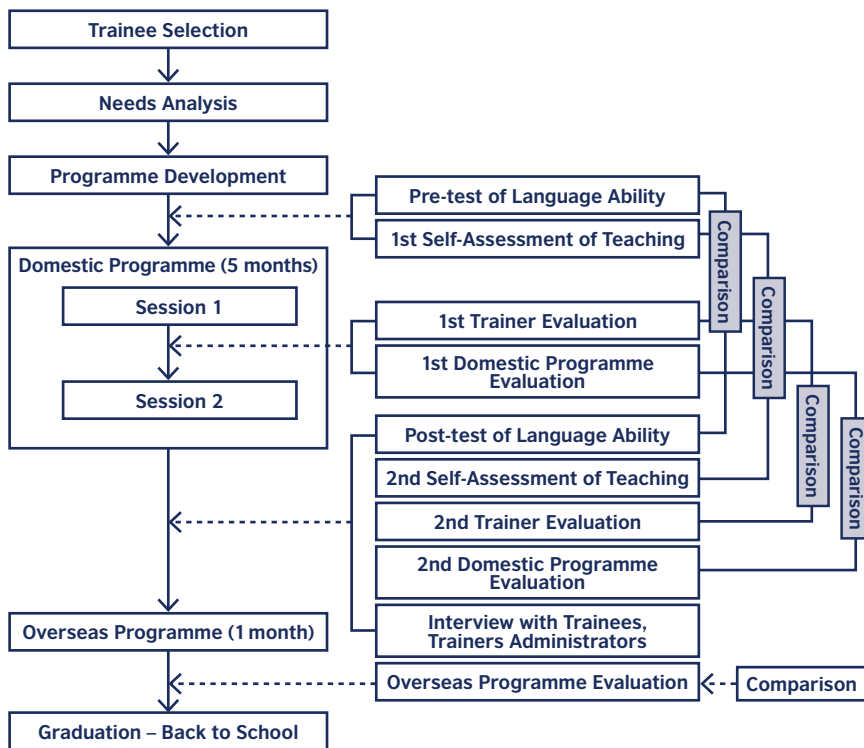 Trainee Selection
Needs Analysis
Programme Development
Pre-test of Language Ability
1st Self-Assessment of Teaching
Domestic Programme (5 months)
Session 1
1st Trainer Evaluation
1st Domestic Programme
Evaluation
Session 2
Post-test of Language Ability
2nd Self-Assessment of Teaching
2nd Trainer Evaluation
2nd Domestic Programme
Evaluation
Interview with Trainees,
Trainers Administrators
Overseas Programme (1 month)
Overseas Programme Evaluation
Comparison
Graduation – Back to School
Comparison
Comparison
Comparison
Comparison